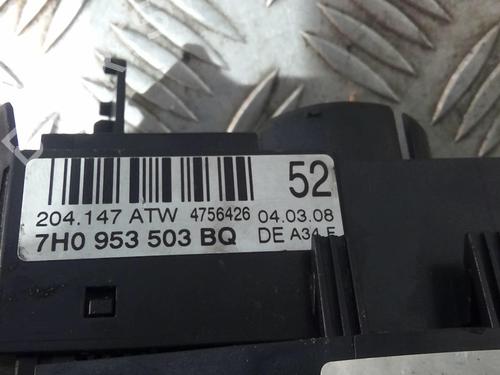 52
204.147 ATW 4756426 04.03.08
7H0 953 503 BQ DE A34 E